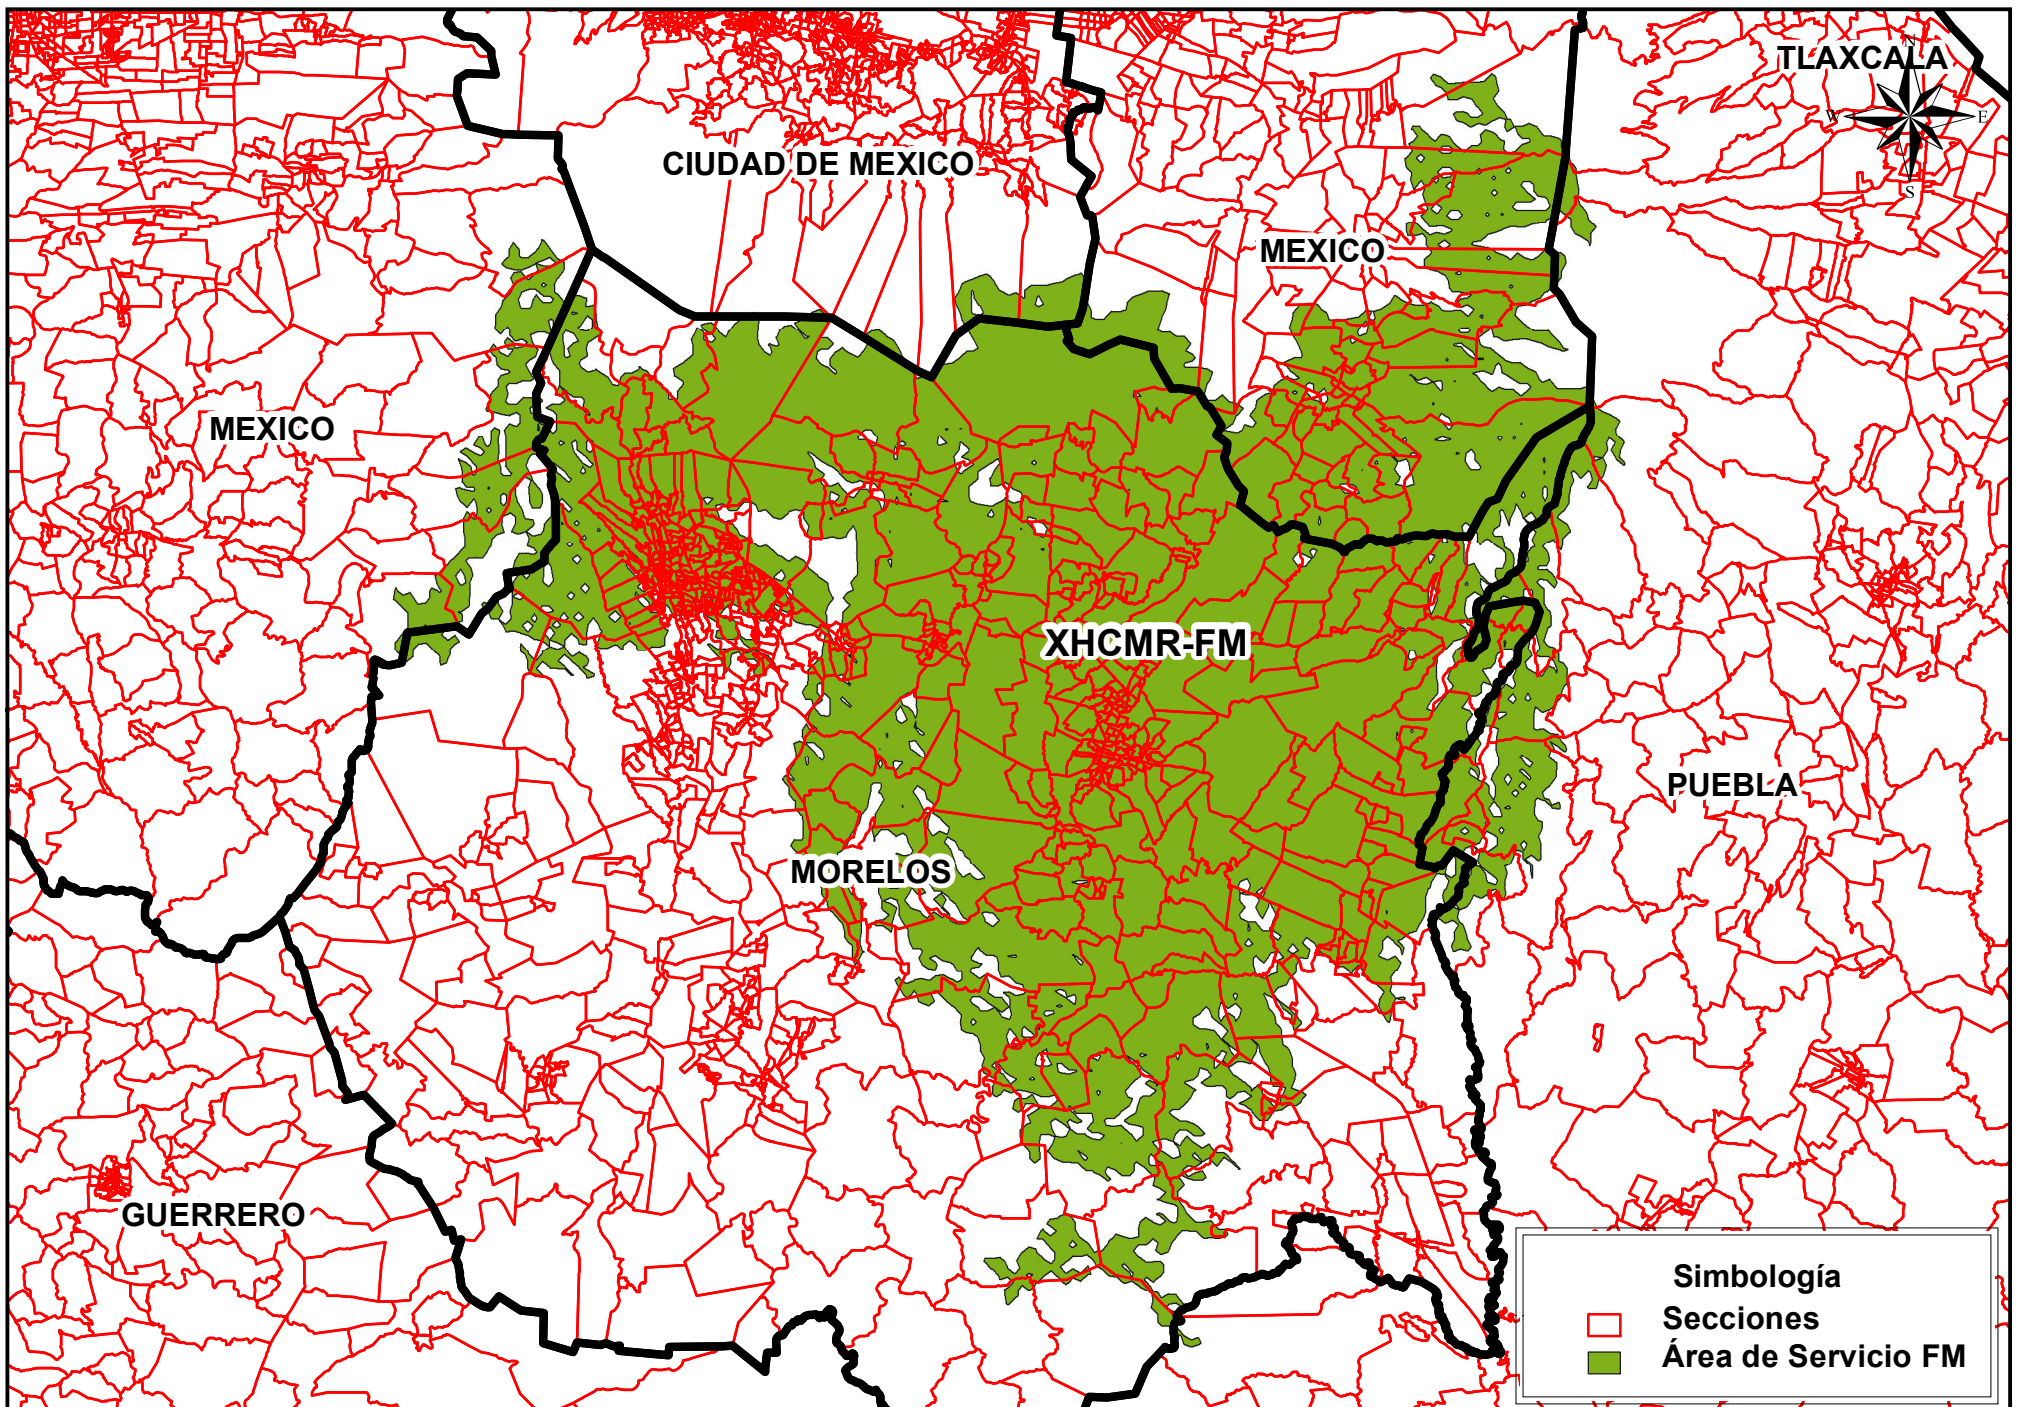 TLAXCALA
N
W
E
S
CIUDAD DE MEXICO
MEXICO
MEXICO
XHCMR-FM
PUEBLA
MORELOS
GUERRERO
Simbología
Secciones
Área de Servicio FM